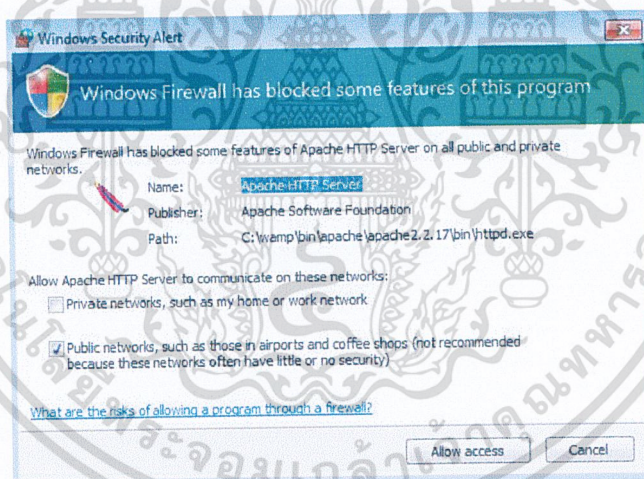 Windows Security Alert
Windows Firewall has blocked some features of this program
Windows Firewall has blocked some features of Apache HTTP Server on all public and private
networks.
Name: Apache HTTP Server
Publisher: Apache Software Foundation
Path: C:\wamp\bin\apache\apache2.2.17\bin\httpd.exe
Allow Apache HTTP Server to communicate on these networks:
Private networks, such as my home or work network
Public networks, such as those in airports and coffee shops (not recommended
because these networks often have little or no security)
What are the risks of allowing a program through a firewall?
Allow access Cancel